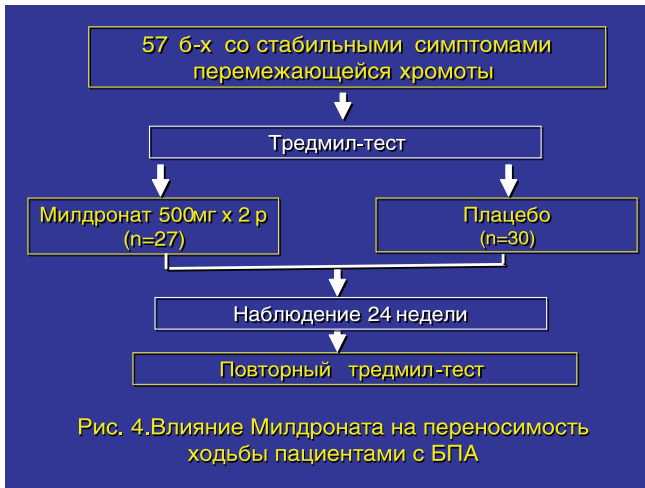 57 б-х со стабильными симптомами
перемежающейся хромоты
Тредмил-тест
Милдронат 500мг х 2 р
(n=27)
Плацебо
(n=30)
Наблюдение 24 недели
Повторный тредмил-тест
Рис. 4.Влияние Милдроната на переносимость
ходьбы пациентами с БПА